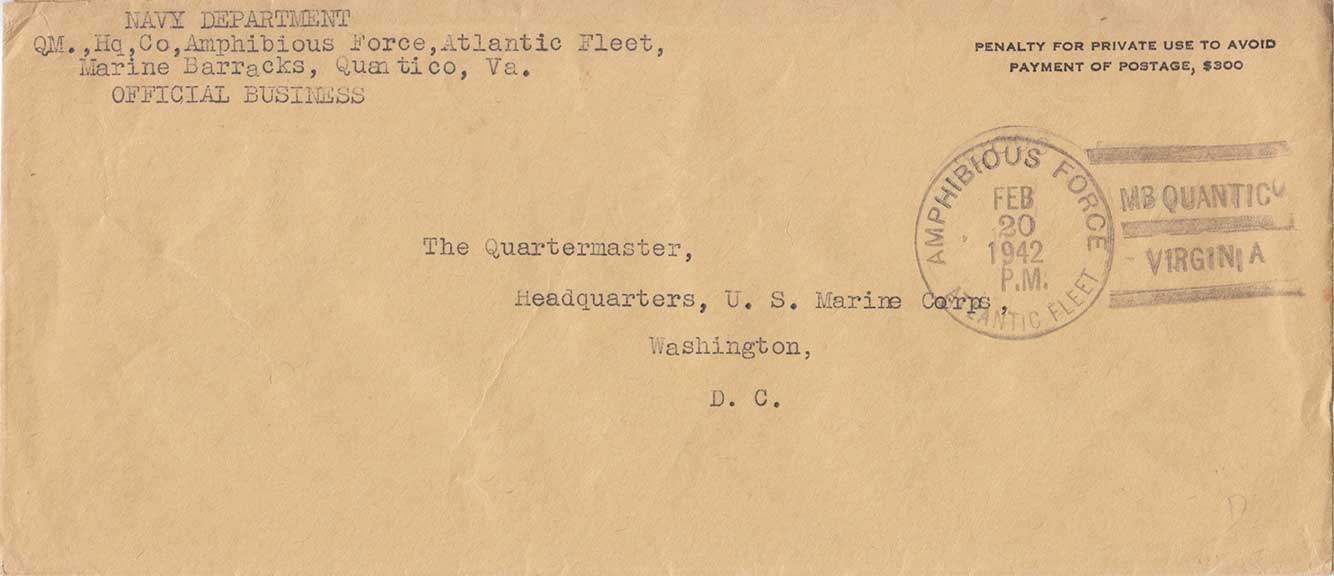 NAVY DEPARTMENT
QM.,Hq,Co,Amphibious Force,Atlantic Fleet,
Marine Barracks, Quantico, Va.
OFFICIAL BUSINESS
PENALTY FOR PRIVATE USE TO AVOID
PAYMENT OF POSTAGE, $300
AMPHIBIOUS FORCE
FEB
20
1942
P.M.
ATLANTIC FLEET
MB QUANTICO
VIRGINIA
The Quartermaster,
Headquarters, U. S. Marine Corps,
Washington,
D. C.
D